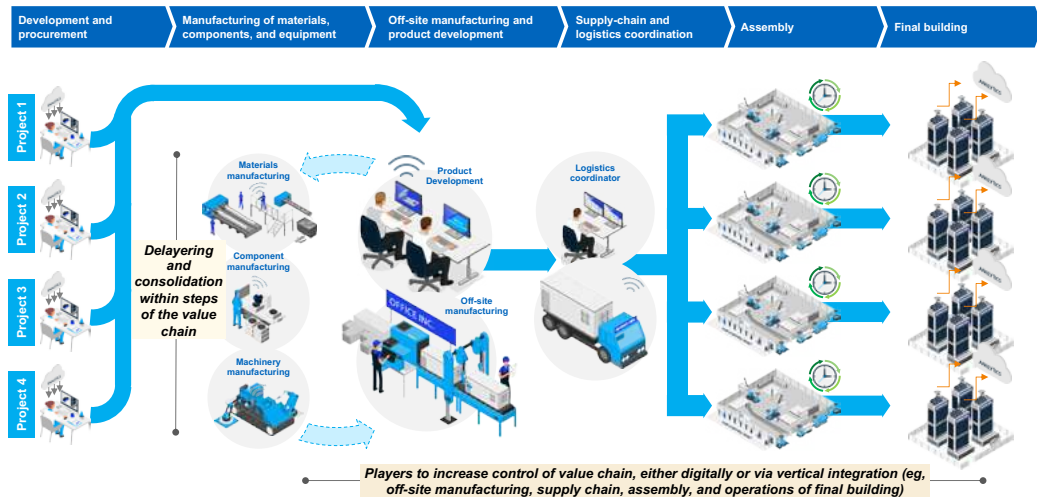 Development and
procurement
Manufacturing of materials,
components, and equipment
Off-site manufacturing and
product development
Supply-chain and
logistics coordination
Assembly
Final building
Project 1
Project 2
Project 3
Project 4
Delayering
and
consolidation
within steps
of the value
chain
Materials
manufacturing
Component
manufacturing
Machinery
manufacturing
Product
Development
OFFICE INC.
Off-site
manufacturing
Logistics
coordinator
ANALYTICS
ANALYTICS
ANALYTICS
ANALYTICS
Players to increase control of value chain, either digitally or via vertical integration (eg,
off-site manufacturing, supply chain, assembly, and operations of final building)